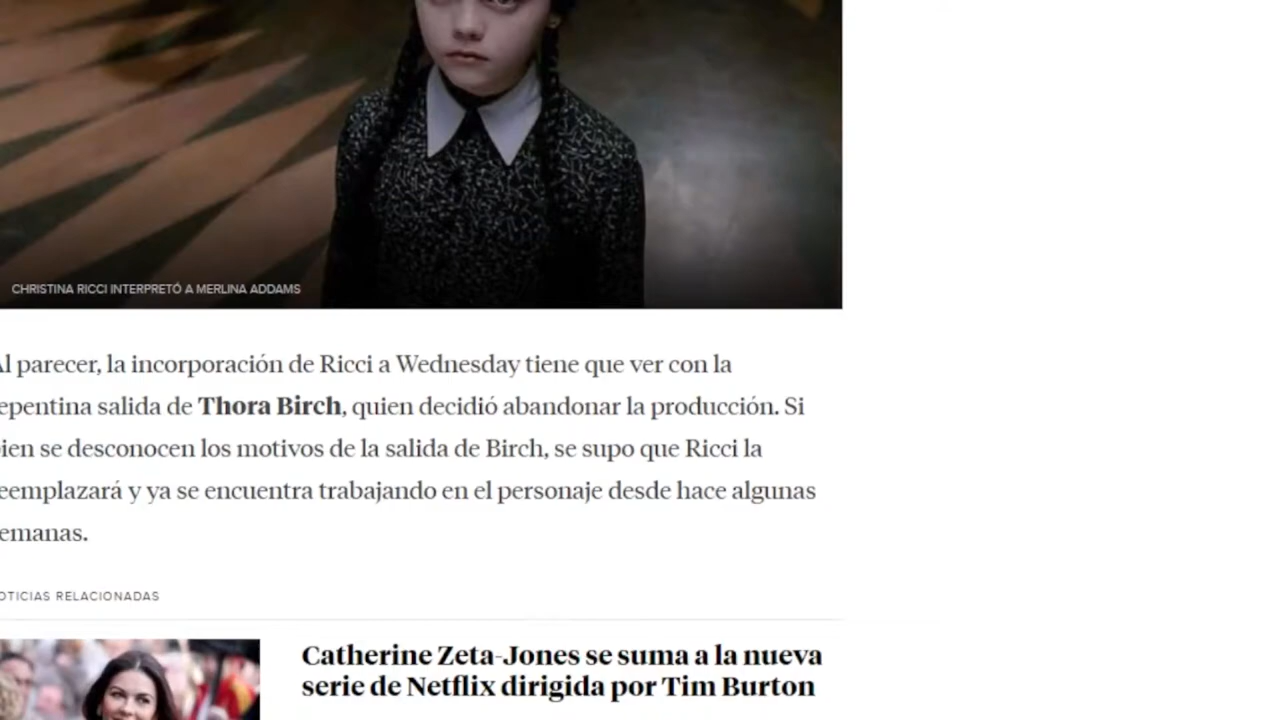 CHRISTINA RICCI INTERPRETÓ A MERLINA ADDAMS
Al parecer, la incorporación de Ricci a Wednesday tiene que ver con la
epentina salida de Thora Birch, quien decidió abandonar la producción. Si
bien se desconocen los motivos de la salida de Birch, se supo que Ricci la
eemplazará y ya se encuentra trabajando en el personaje desde hace algunas
emanas.
OTICIAS RELACIONADAS
Catherine Zeta-Jones se suma a la nueva
serie de Netflix dirigida por Tim Burton